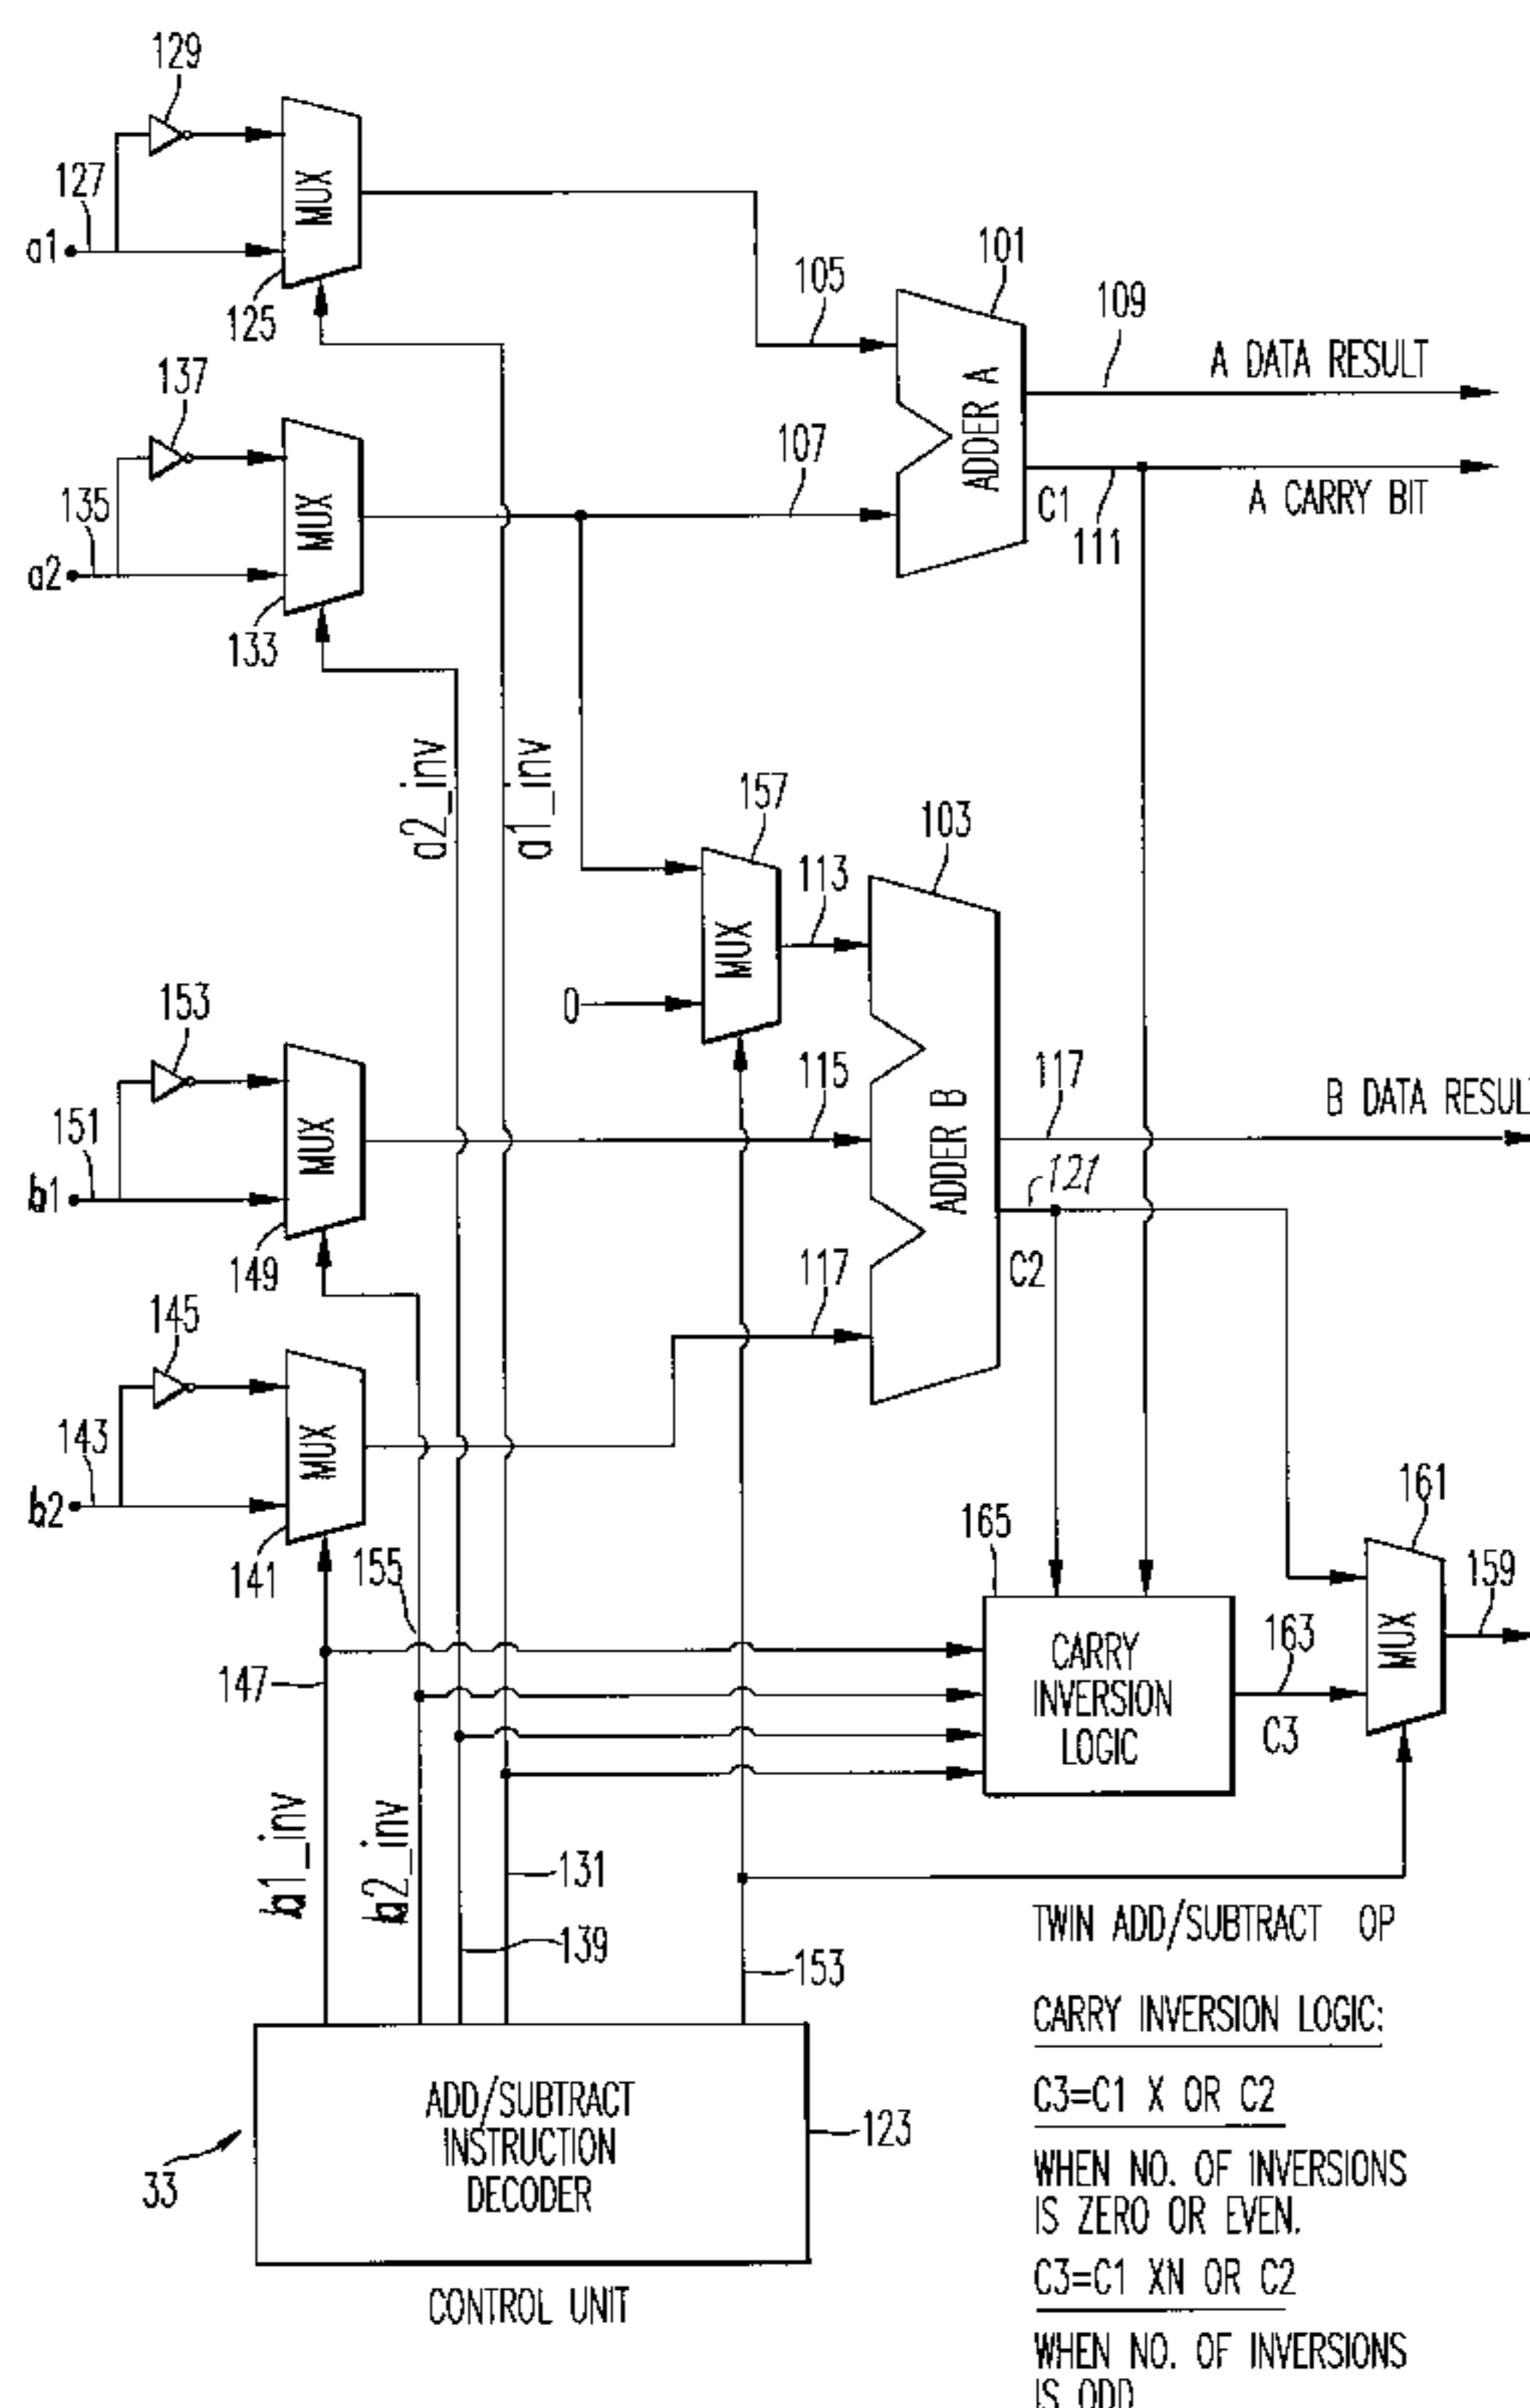 129
MUX
127
a1
125
105
101
109
A DATA RESULT
137
107
ADDER A
135
MUX
C1
111
A CARRY BIT
a2
133
a2_inv
a1_inv
157
103
113
MUX
0
153
115
117
B DATA RESULT
151
MUX
ADDER B
121
b1
149
C2
145
117
143
MUX
b2
141
155
165
161
159
147
CARRY
INVERSION
LOGIC
163
MUX
C3
b1_inv
b2_inv
131
139
153
TWIN ADD/SUBTRACT OP
ADD/SUBTRACT
INSTRUCTION
DECODER
123
33
CONTROL UNIT
CARRY INVERSION LOGIC:
C3=C1 X OR C2
WHEN NO. OF INVERSIONS
IS ZERO OR EVEN.
C3=C1 XN OR C2
WHEN NO. OF INVERSIONS
IS ODD